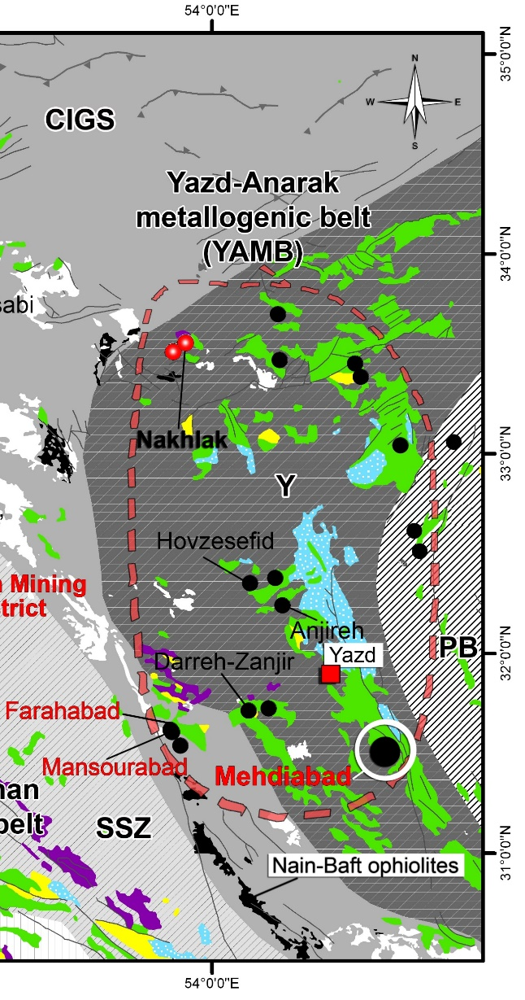 54°0'0"E
35°0'0"N
N
W
E
S
CIGS
Yazd-Anarak
metallogenic belt
(YAMB)
34°0'0"N
sabi
Nakhlak
33°0'0"N
Y
Hovzesefid
n Mining
strict
Anjireh
PB
32°0'0"N
Yazd
Darreh-Zanjir
Farahabad
Mansourabad
Mehdiabad
nan
belt
SSZ
31°0'0"N
Nain-Baft ophiolites
54°0'0"E